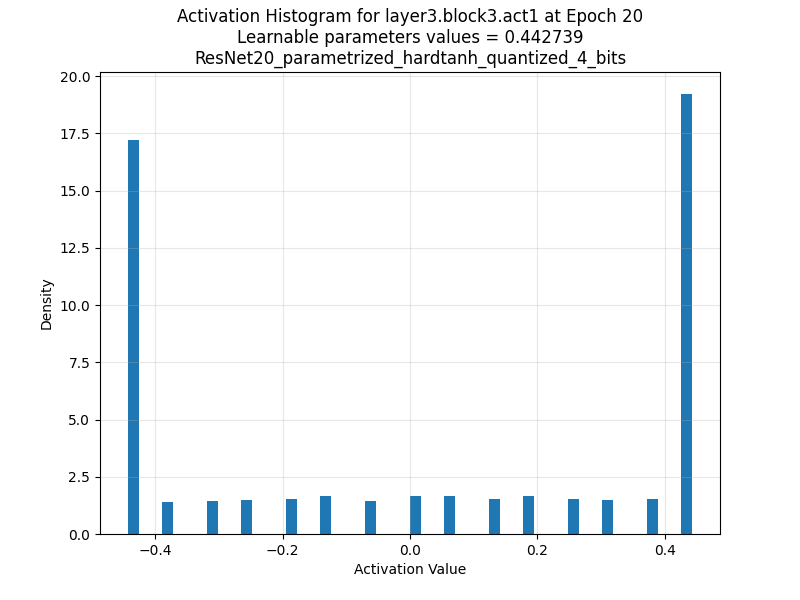 Activation Histogram for layer3.block3.act1 at Epoch 20
Learnable parameters values = 0.442739
ResNet20_parametrized_hardtanh_quantized_4_bits
20.0
17.5
15.0
12.5
10.0
7.5
5.0
2.5
0.0
Density
−0.4 −0.2 0.0 0.2 0.4
Activation Value